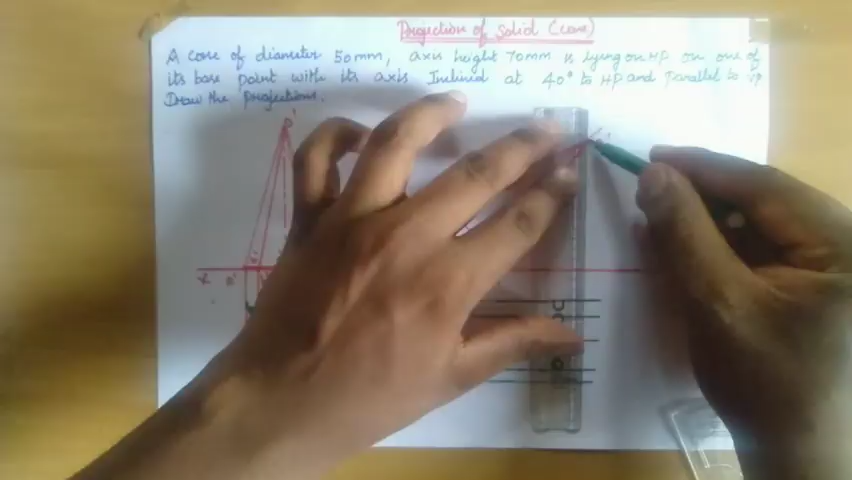 Projection of Solid (cone)
A cone of diameter 50mm, axis height 70mm is lying on HP on one of
its base point with its axis Inclined at 40° to HP and parallel to VP
Draw the projections.
o'
x a'